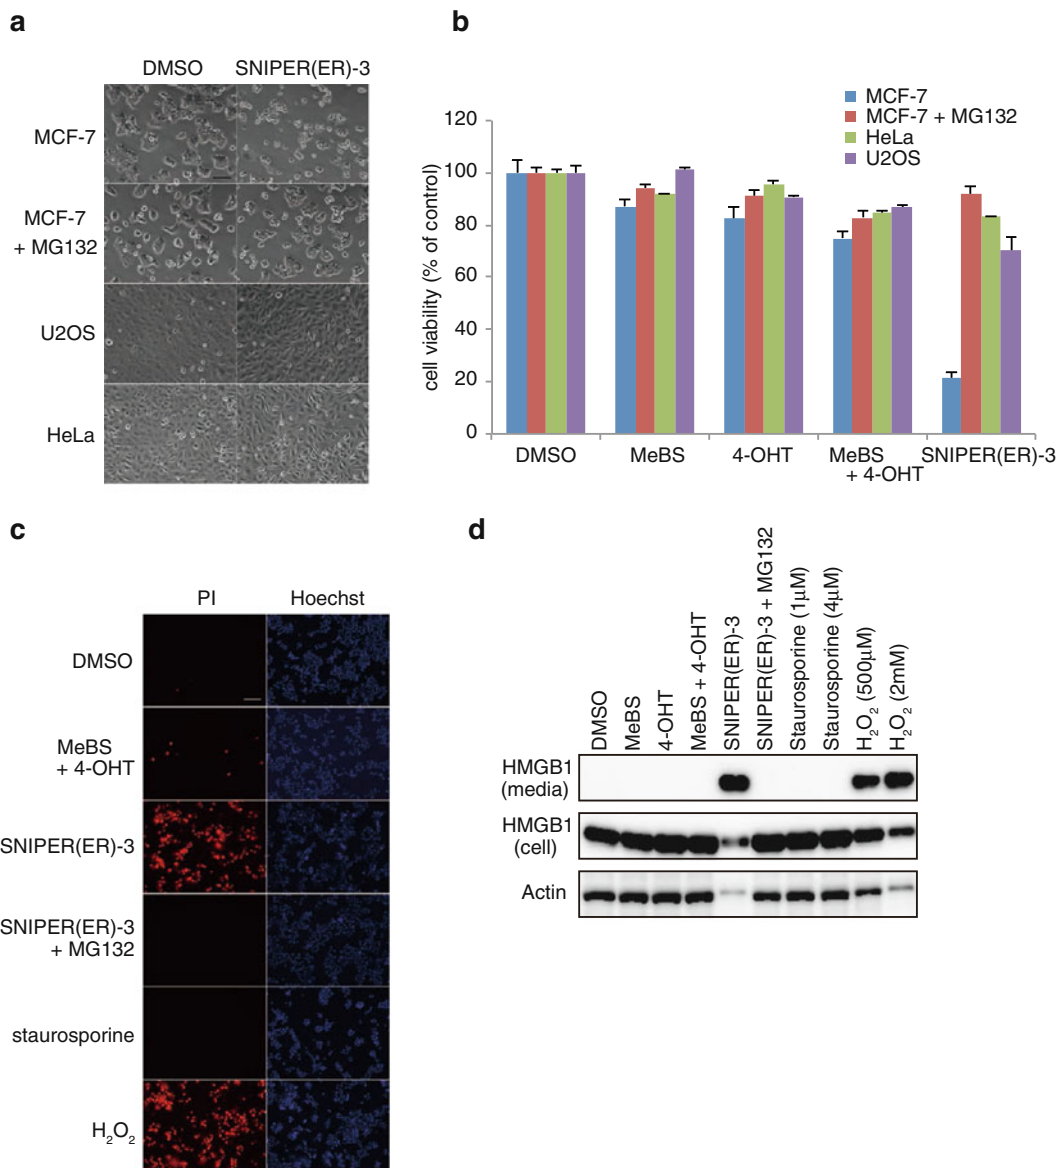 a
DMSO SNIPER(ER)-3
MCF-7
MCF-7
+ MG132
U2OS
HeLa
b
MCF-7
MCF-7 + MG132
HeLa
U2OS
cell viability (% of control)
120
100
80
60
40
20
0
DMSO MeBS 4-OHT MeBS + 4-OHT SNIPER(ER)-3
c
PI Hoechst
DMSO
MeBS
+ 4-OHT
SNIPER(ER)-3
SNIPER(ER)-3
+ MG132
staurosporine
H₂O₂
d
DMSO
MeBS
4-OHT
MeBS + 4-OHT
SNIPER(ER)-3
SNIPER(ER)-3 + MG132
Staurosporine (1μM)
Staurosporine (4μM)
H₂O₂ (500μM)
H₂O₂ (2mM)
HMGB1
(media)
HMGB1
(cell)
Actin